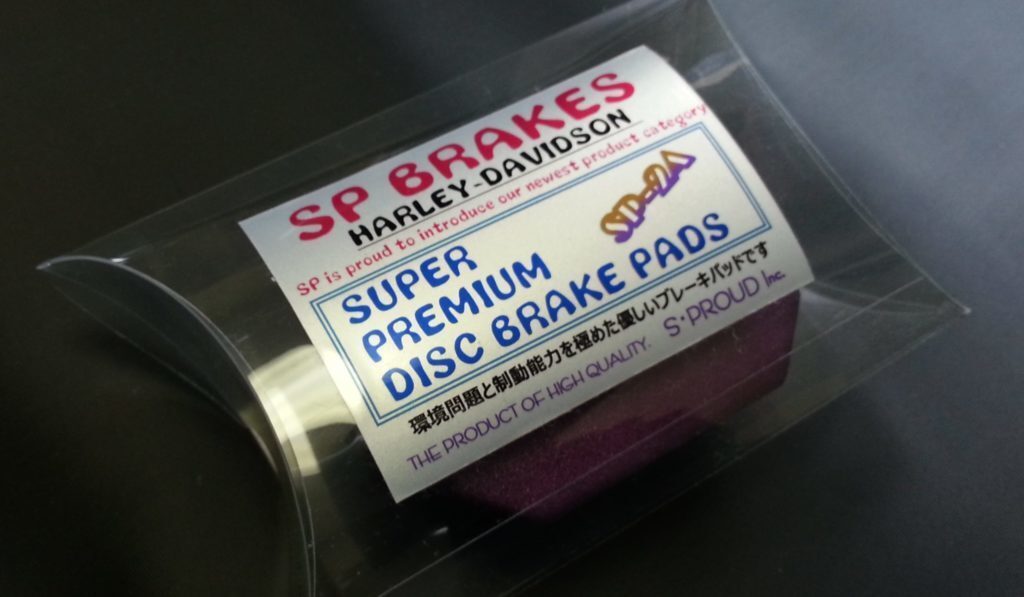 SP BRAKES
HARLEY-DAVIDSON
SP is proud to introduce our newest product category
SUPER
PREMIUM
DISC BRAKE PADS
環境問題と制動能力を極めた優しいブレーキパッドです
THE PRODUCT OF HIGH QUALITY. S・PROUD Inc.